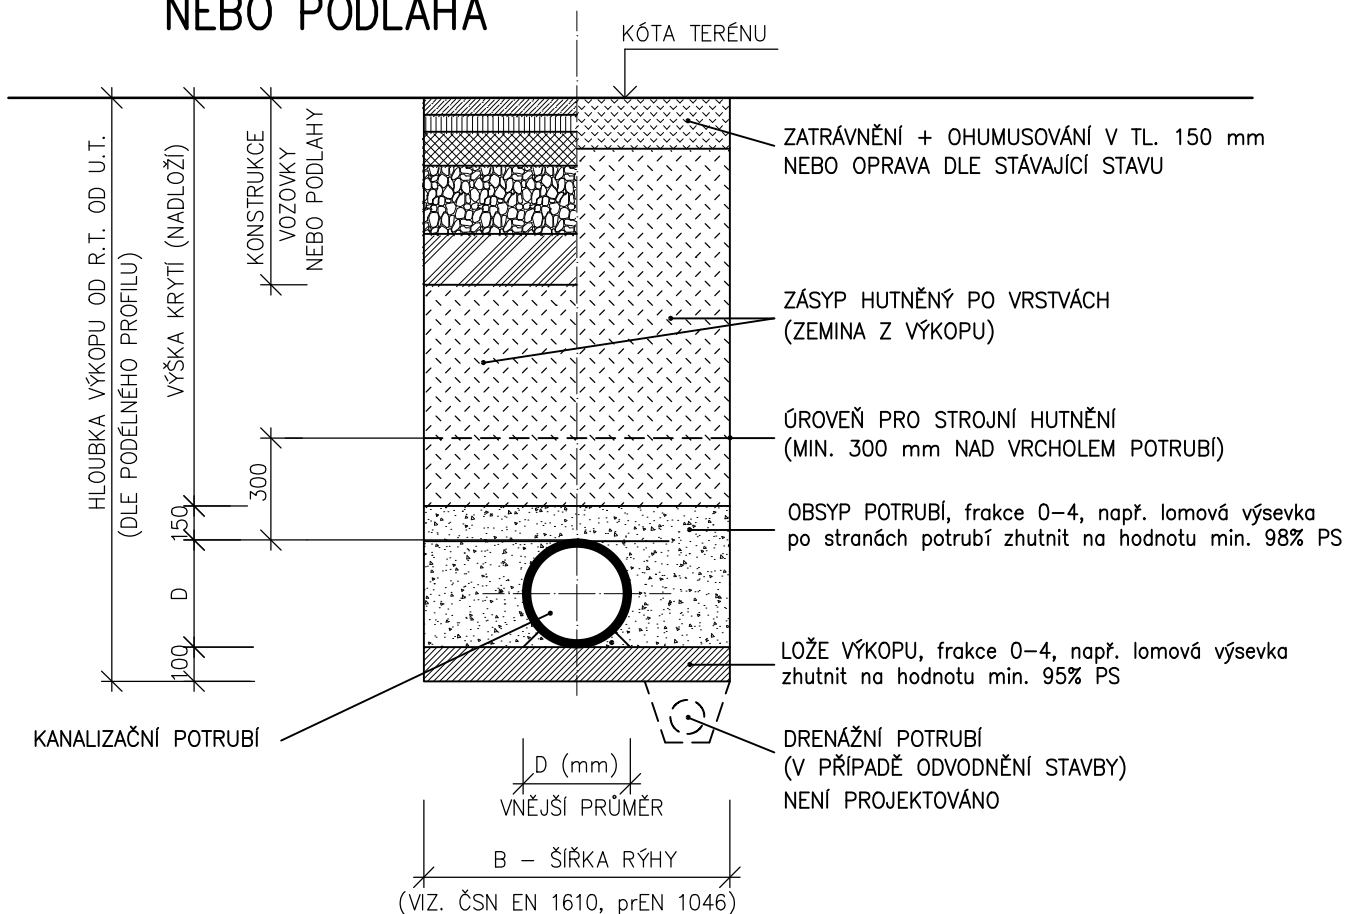 NEBO PODLAHA
KÓTA TERÉNU
HLOUBKA VÝKOPU OD R.T. OD U.T.
(DLE PODÉLNÉHO PROFILU)
VÝŠKA KRYTÍ (NADLOŽÍ)
KONSTRUKCE
VOZOVKY
NEBO PODLAHY
ZATRÁVNĚNÍ + OHUMUSOVÁNÍ V TL. 150 mm
NEBO OPRAVA DLE STÁVAJÍCÍ STAVU
ZÁSYP HUTNĚNÝ PO VRSTVÁCH
(ZEMINA Z VÝKOPU)
ÚROVEŇ PRO STROJNÍ HUTNĚNÍ
(MIN. 300 mm NAD VRCHOLEM POTRUBÍ)
300
150
D
100
OBSYP POTRUBÍ, frakce 0-4, např. lomová výsevka
po stranách potrubí zhutnit na hodnotu min. 98% PS
LOŽE VÝKOPU, frakce 0-4, např. lomová výsevka
zhutnit na hodnotu min. 95% PS
KANALIZAČNÍ POTRUBÍ
DRENÁŽNÍ POTRUBÍ
(V PŘÍPADĚ ODVODNĚNÍ STAVBY)
NENÍ PROJEKTOVÁNO
D (mm)
VNĚJŠÍ PRŮMĚR
B - ŠÍŘKA RÝHY
(VIZ. ČSN EN 1610, prEN 1046)